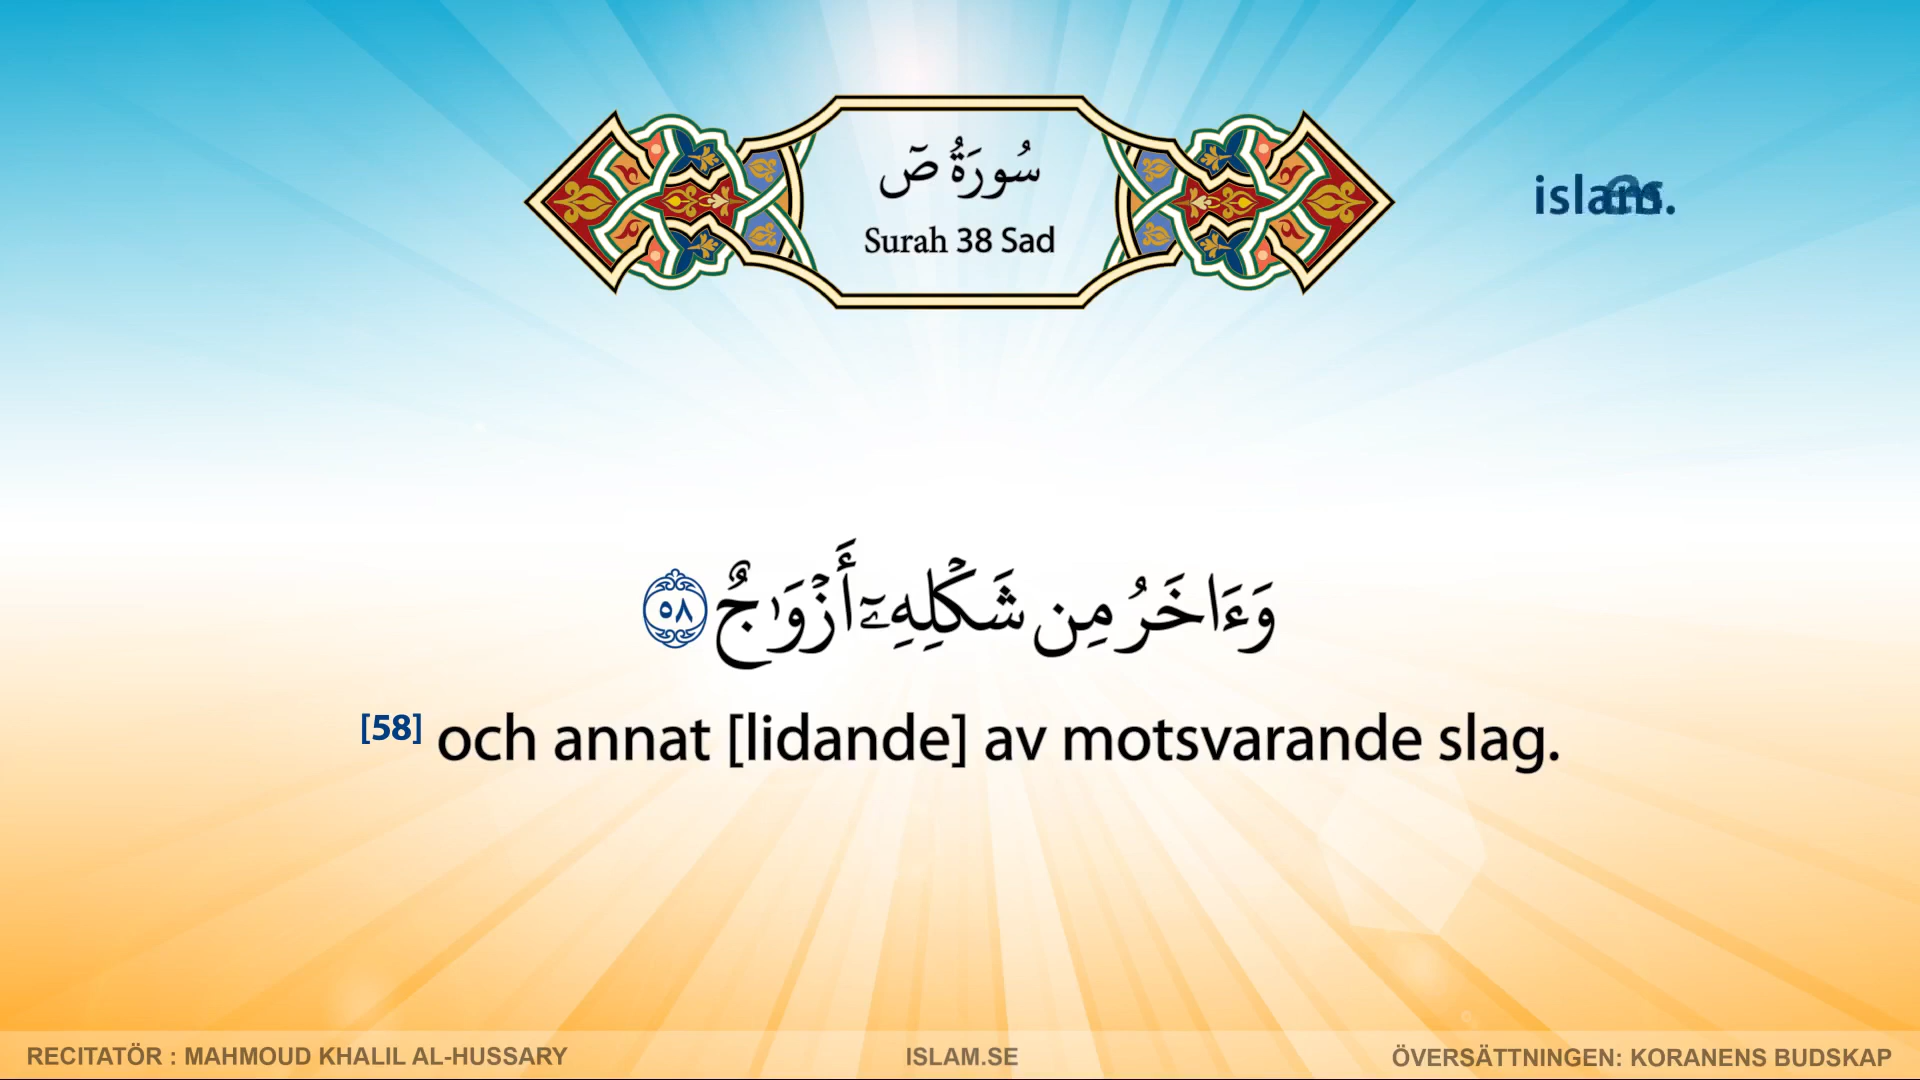 سُورَةُ صٓ
Surah 38 Sad
وَءَاخَرُ مِن شَكْلِهِۦٓ أَزْوَٰجٌ ٥٨
[58] och annat [lidande] av motsvarande slag.
RECITATÖR : MAHMOUD KHALIL AL-HUSSARY
ISLAM.SE
ÖVERSÄTTNINGEN: KORANENS BUDSKAP